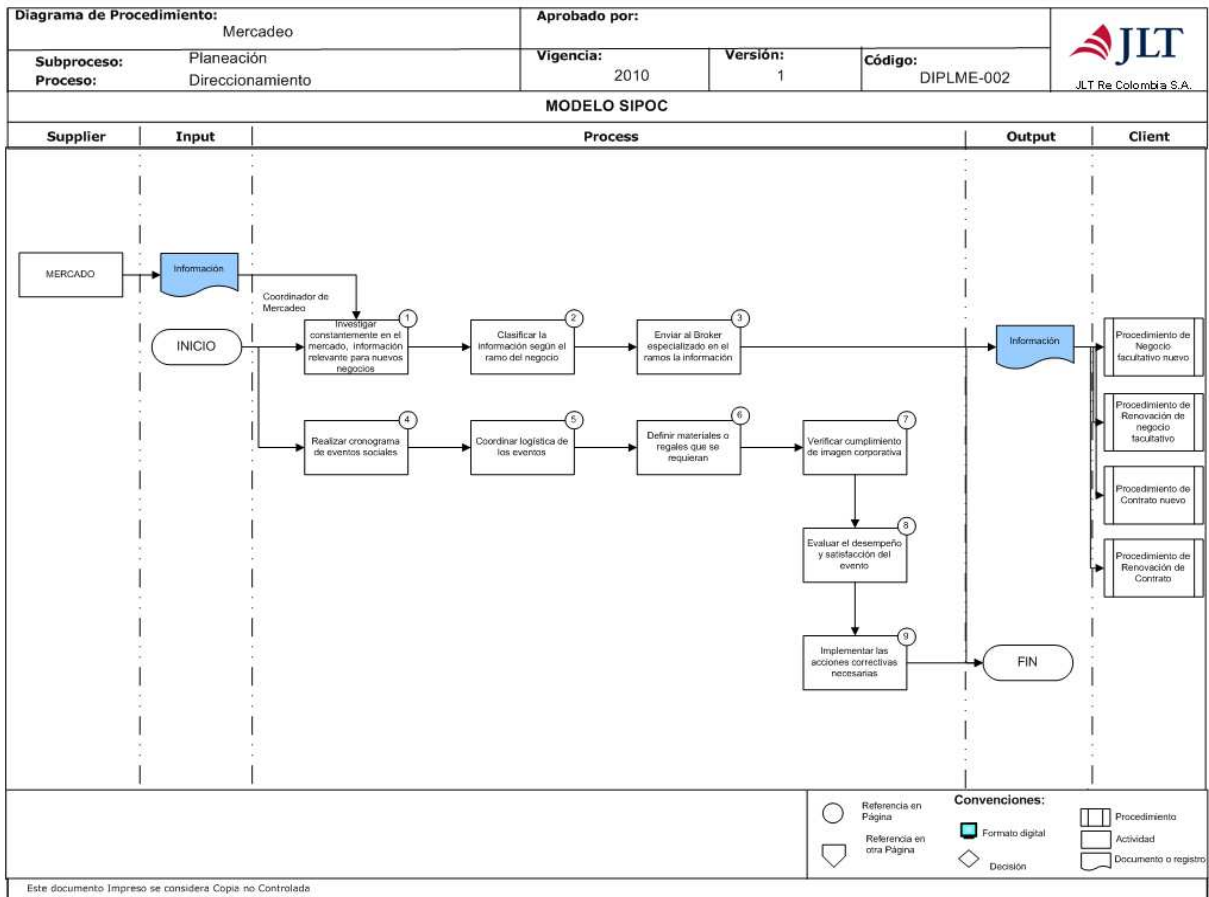 Diagrama de Procedimiento:
Mercadeo
Aprobado por:
Subproceso:
Planeación
Proceso:
Direccionamiento
Vigencia:
2010
Versión:
1
Código:
DIPLME-002
JLT
JLT Re Colombia S.A.
MODELO SIPOC
Supplier
Input
Process
Output
Client
MERCADO
Información
Coordinador de
Mercadeo
INICIO
1
Investigar
constantemente en el
mercado, información
relevante para nuevos
negocios
2
Clasificar la
información según el
ramo del negocio
3
Enviar al Broker
especializado en el
ramos la información
Información
Procedimiento de
Negocio
facultativo nuevo
4
Realizar cronograma
de eventos sociales
5
Coordinar logística de
los eventos
6
Definir materiales o
regales que se
requieran
7
Verificar cumplimiento
de imagen corporativa
Procedimiento de
Renovación de
negocio
facultativo
Procedimiento de
Contrato nuevo
8
Evaluar el desempeño
y satisfacción del
evento
Procedimiento de
Renovación de
Contrato
9
Implementar las
acciones correctivas
necesarias
FIN
Convenciones:
Referencia en
Página
Referencia en
otra Página
Formato digital
Decisión
Procedimiento
Actividad
Documento o registro
Este documento Impreso se considera Copia no Controlada